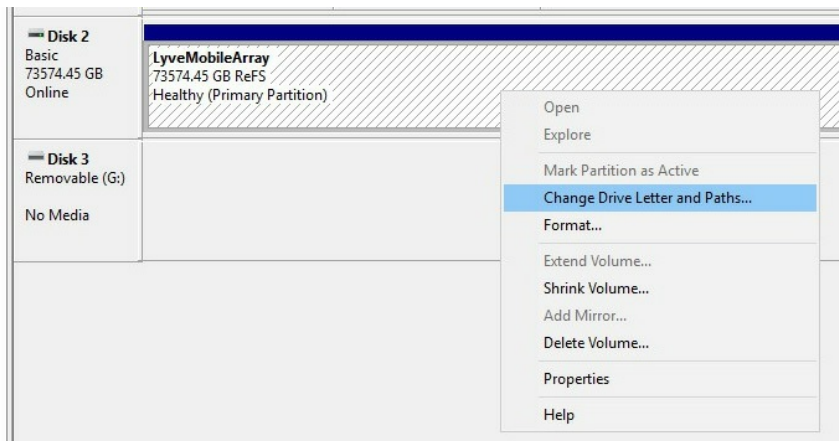 Disk 2
Basic
73574.45 GB
Online
LyveMobileArray
73574.45 GB ReFS
Healthy (Primary Partition)
Disk 3
Removable (G:)
No Media
Open
Explore
Mark Partition as Active
Change Drive Letter and Paths...
Format...
Extend Volume...
Shrink Volume...
Add Mirror...
Delete Volume...
Properties
Help